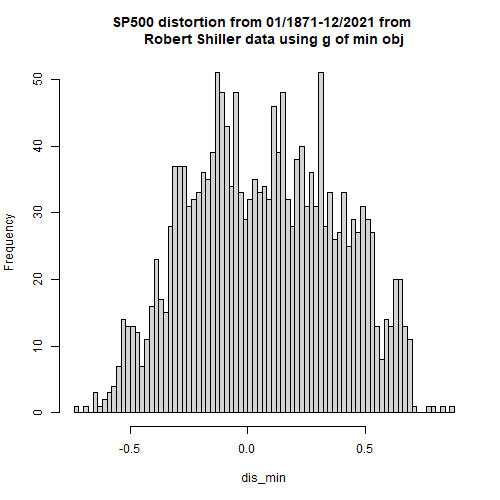 SP500 distortion from 01/1871-12/2021 from
Robert Shiller data using g of min obj
Frequency
50
40
30
20
10
0
-0.5 0.0 0.5
dis_min